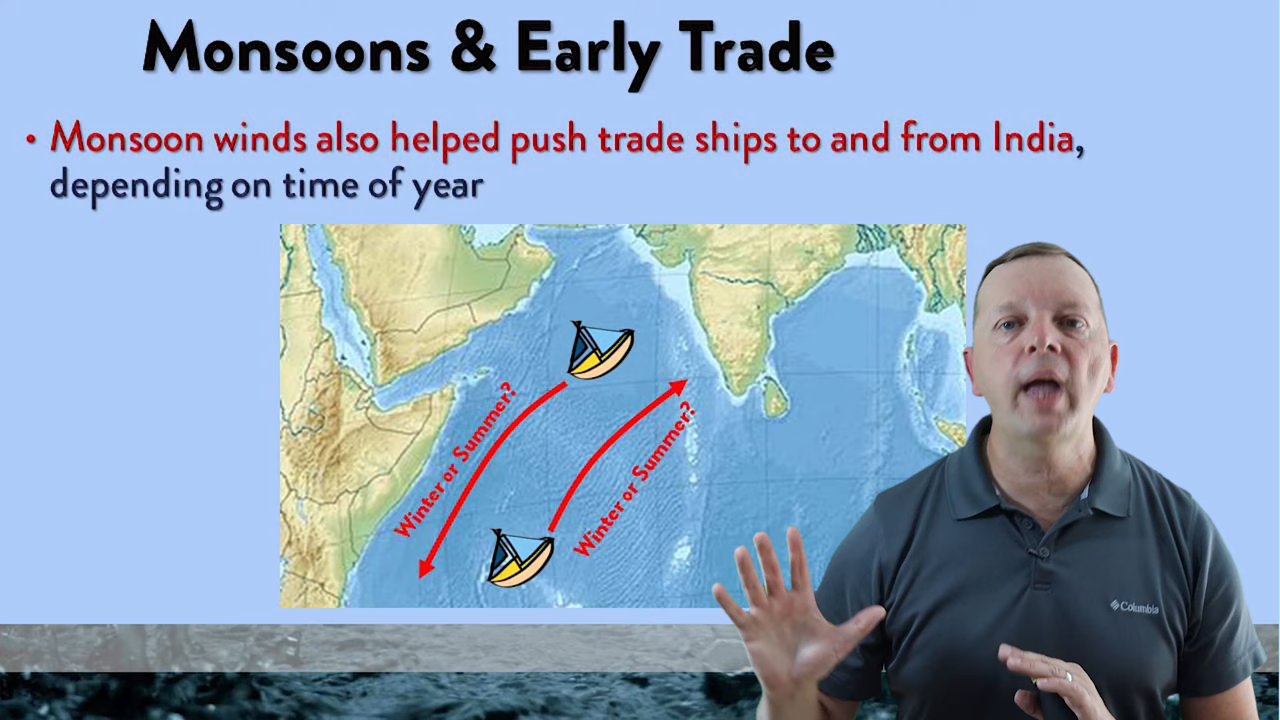 Monsoons & Early Trade
• Monsoon winds also helped push trade ships to and from India,
depending on time of year
Winter or Summer?
Winter or Summer?
Columbia